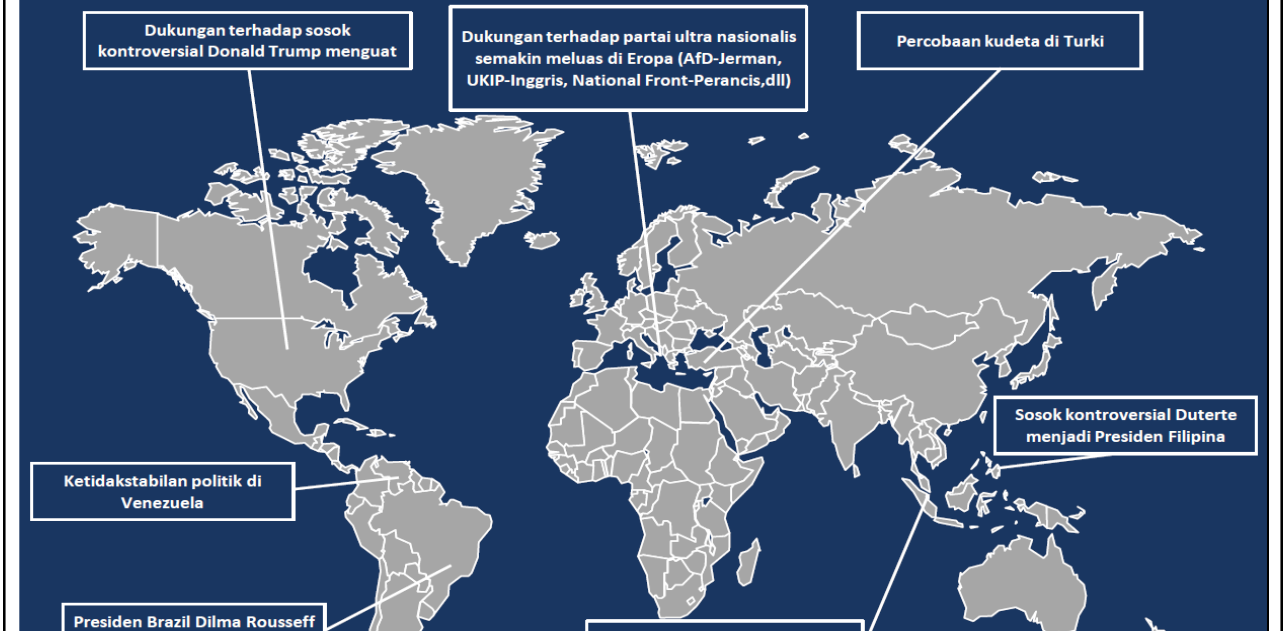 Dukungan terhadap sosok
kontroversial Donald Trump menguat
Dukungan terhadap partai ultra nasionalis
semakin meluas di Eropa (AfD-Jerman,
UKIP-Inggris, National Front-Perancis,dll)
Percobaan kudeta di Turki
Sosok kontroversial Duterte
menjadi Presiden Filipina
Ketidakstabilan politik di
Venezuela
Presiden Brazil Dilma Rousseff